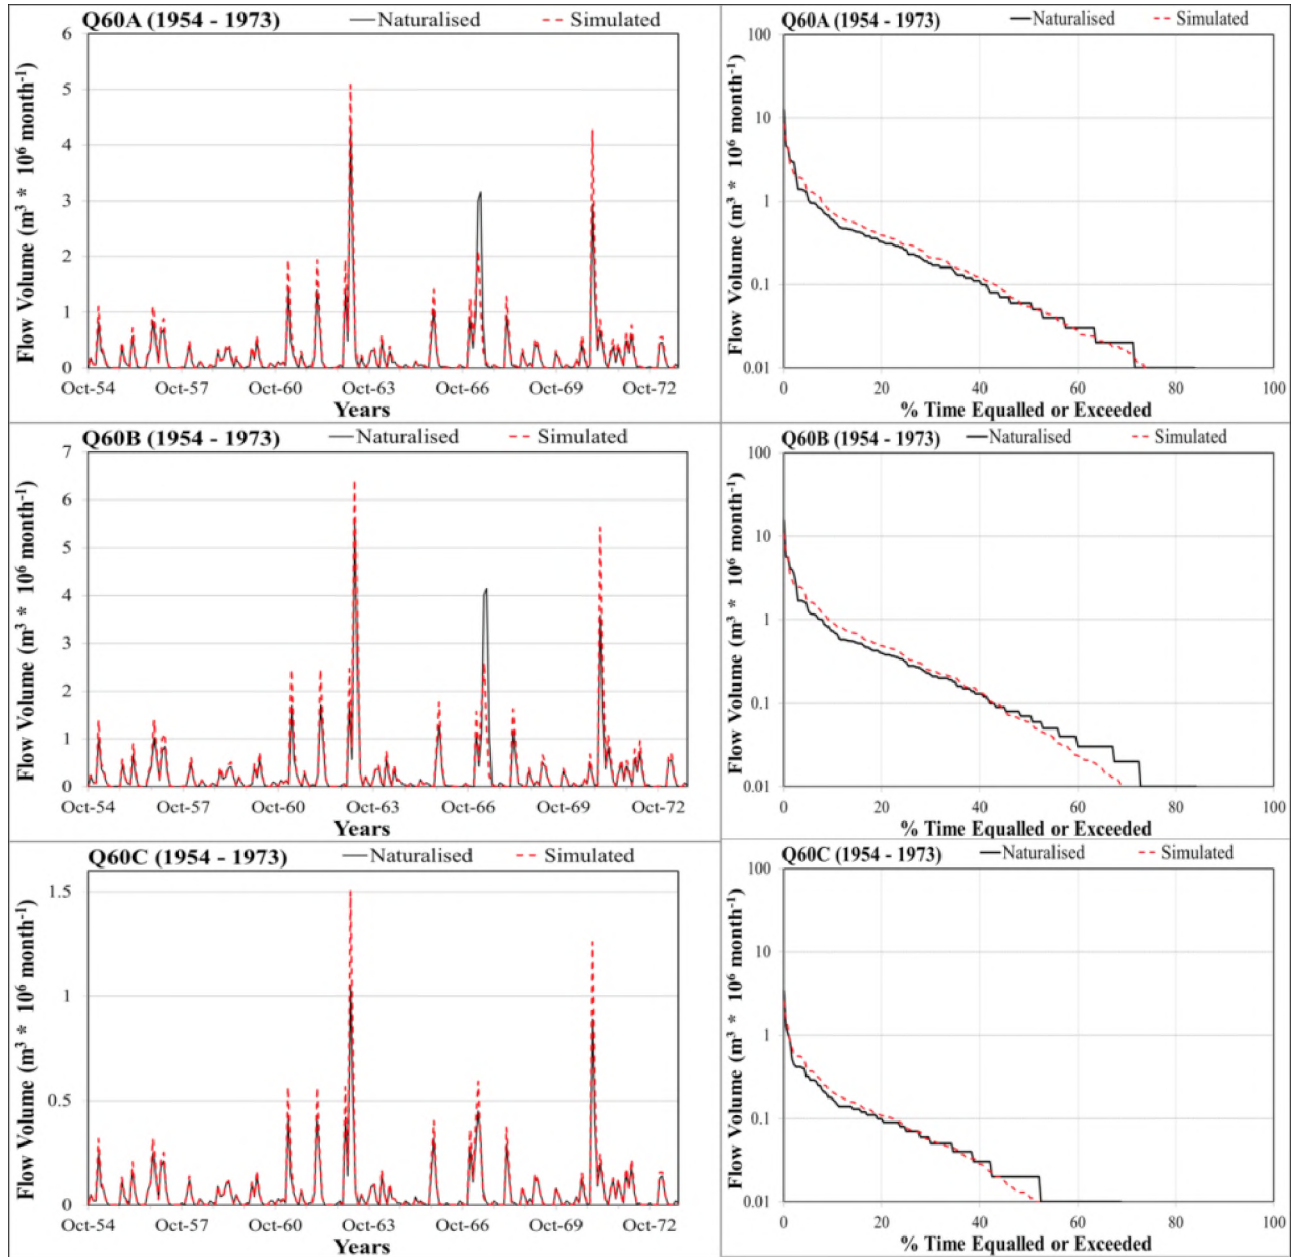 Q60A (1954 - 1973) Naturalised Simulated
6
5
4
3
2
1
0
Flow Volume (m³ * 10⁶ month⁻¹)
Oct-54 Oct-57 Oct-60 Oct-63 Oct-66 Oct-69 Oct-72
Years
Q60A (1954 - 1973) Naturalised Simulated
100
10
1
0.1
0.01
Flow Volume (m³ * 10⁶ month⁻¹)
0 20 40 60 80 100
% Time Equalled or Exceeded
Q60B (1954 - 1973) Naturalised Simulated
7
6
5
4
3
2
1
0
Flow Volume (m³ * 10⁶ month⁻¹)
Oct-54 Oct-57 Oct-60 Oct-63 Oct-66 Oct-69 Oct-72
Years
Q60B (1954 - 1973) Naturalised Simulated
100
10
1
0.1
0.01
Flow Volume (m³ * 10⁶ month⁻¹)
0 20 40 60 80 100
% Time Equalled or Exceeded
Q60C (1954 - 1973) Naturalised Simulated
1.5
1
0.5
0
Flow Volume (m³ * 10⁶ month⁻¹)
Oct-54 Oct-57 Oct-60 Oct-63 Oct-66 Oct-69 Oct-72
Years
Q60C (1954 - 1973) Naturalised Simulated
100
10
1
0.1
0.01
Flow Volume (m³ * 10⁶ month⁻¹)
0 20 40 60 80 100
% Time Equalled or Exceeded